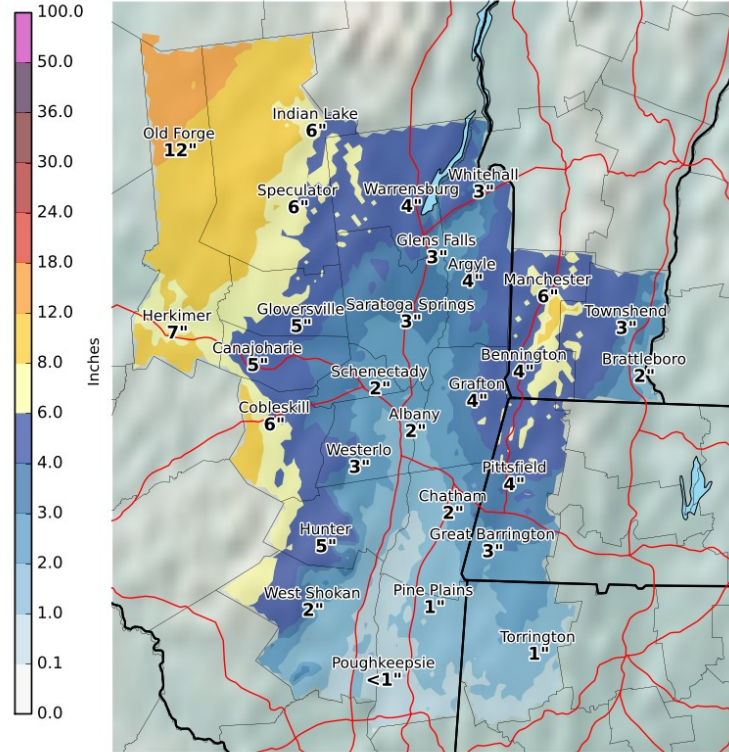 100.0
50.0
36.0
30.0
24.0
18.0
12.0
8.0
6.0
4.0
3.0
2.0
1.0
0.1
0.0
Inches
Old Forge
12"
Indian Lake
6"
Speculator
6"
Warrensburg
4"
Whitehall
3"
Glens Falls
3"
Argyle
4"
Manchester
6"
Townshend
3"
Herkimer
7"
Gloversville
5"
Saratoga Springs
3"
Canajoharie
5"
Schenectady
2"
Bennington
4"
Brattleboro
2"
Grafton
4"
Cobleskill
6"
Albany
2"
Westerlo
3"
Pittsfield
4"
Chatham
2"
Hunter
5"
Great Barrington
3"
West Shokan
2"
Pine Plains
1"
Torrington
1"
Poughkeepsie
<1"